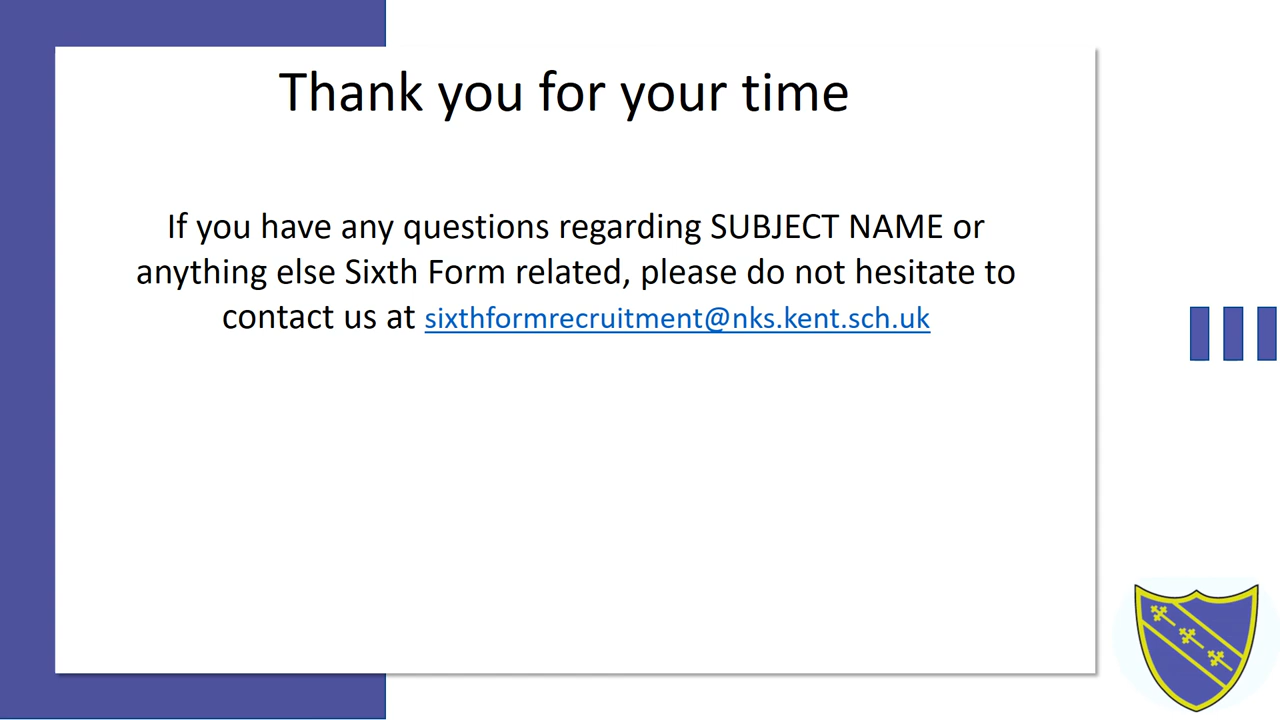 Thank you for your time
If you have any questions regarding SUBJECT NAME or
anything else Sixth Form related, please do not hesitate to
contact us at sixthformrecruitment@nks.kent.sch.uk